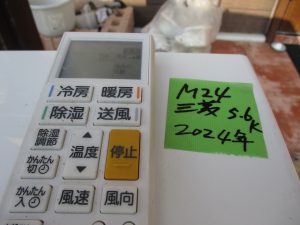 冷房
暖房
除湿
送風
除湿
調節
温度
停止
かんたん
切
かんたん
入
風速
風向
M24
三菱 S.6K
2024年